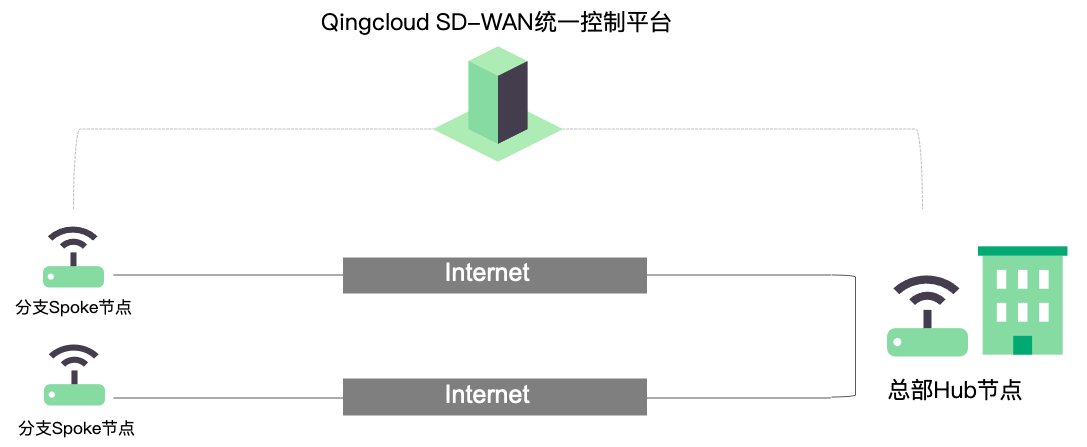 Qingcloud SD-WAN统一控制平台
Internet
分支Spoke节点
Internet
总部Hub节点
分支Spoke节点